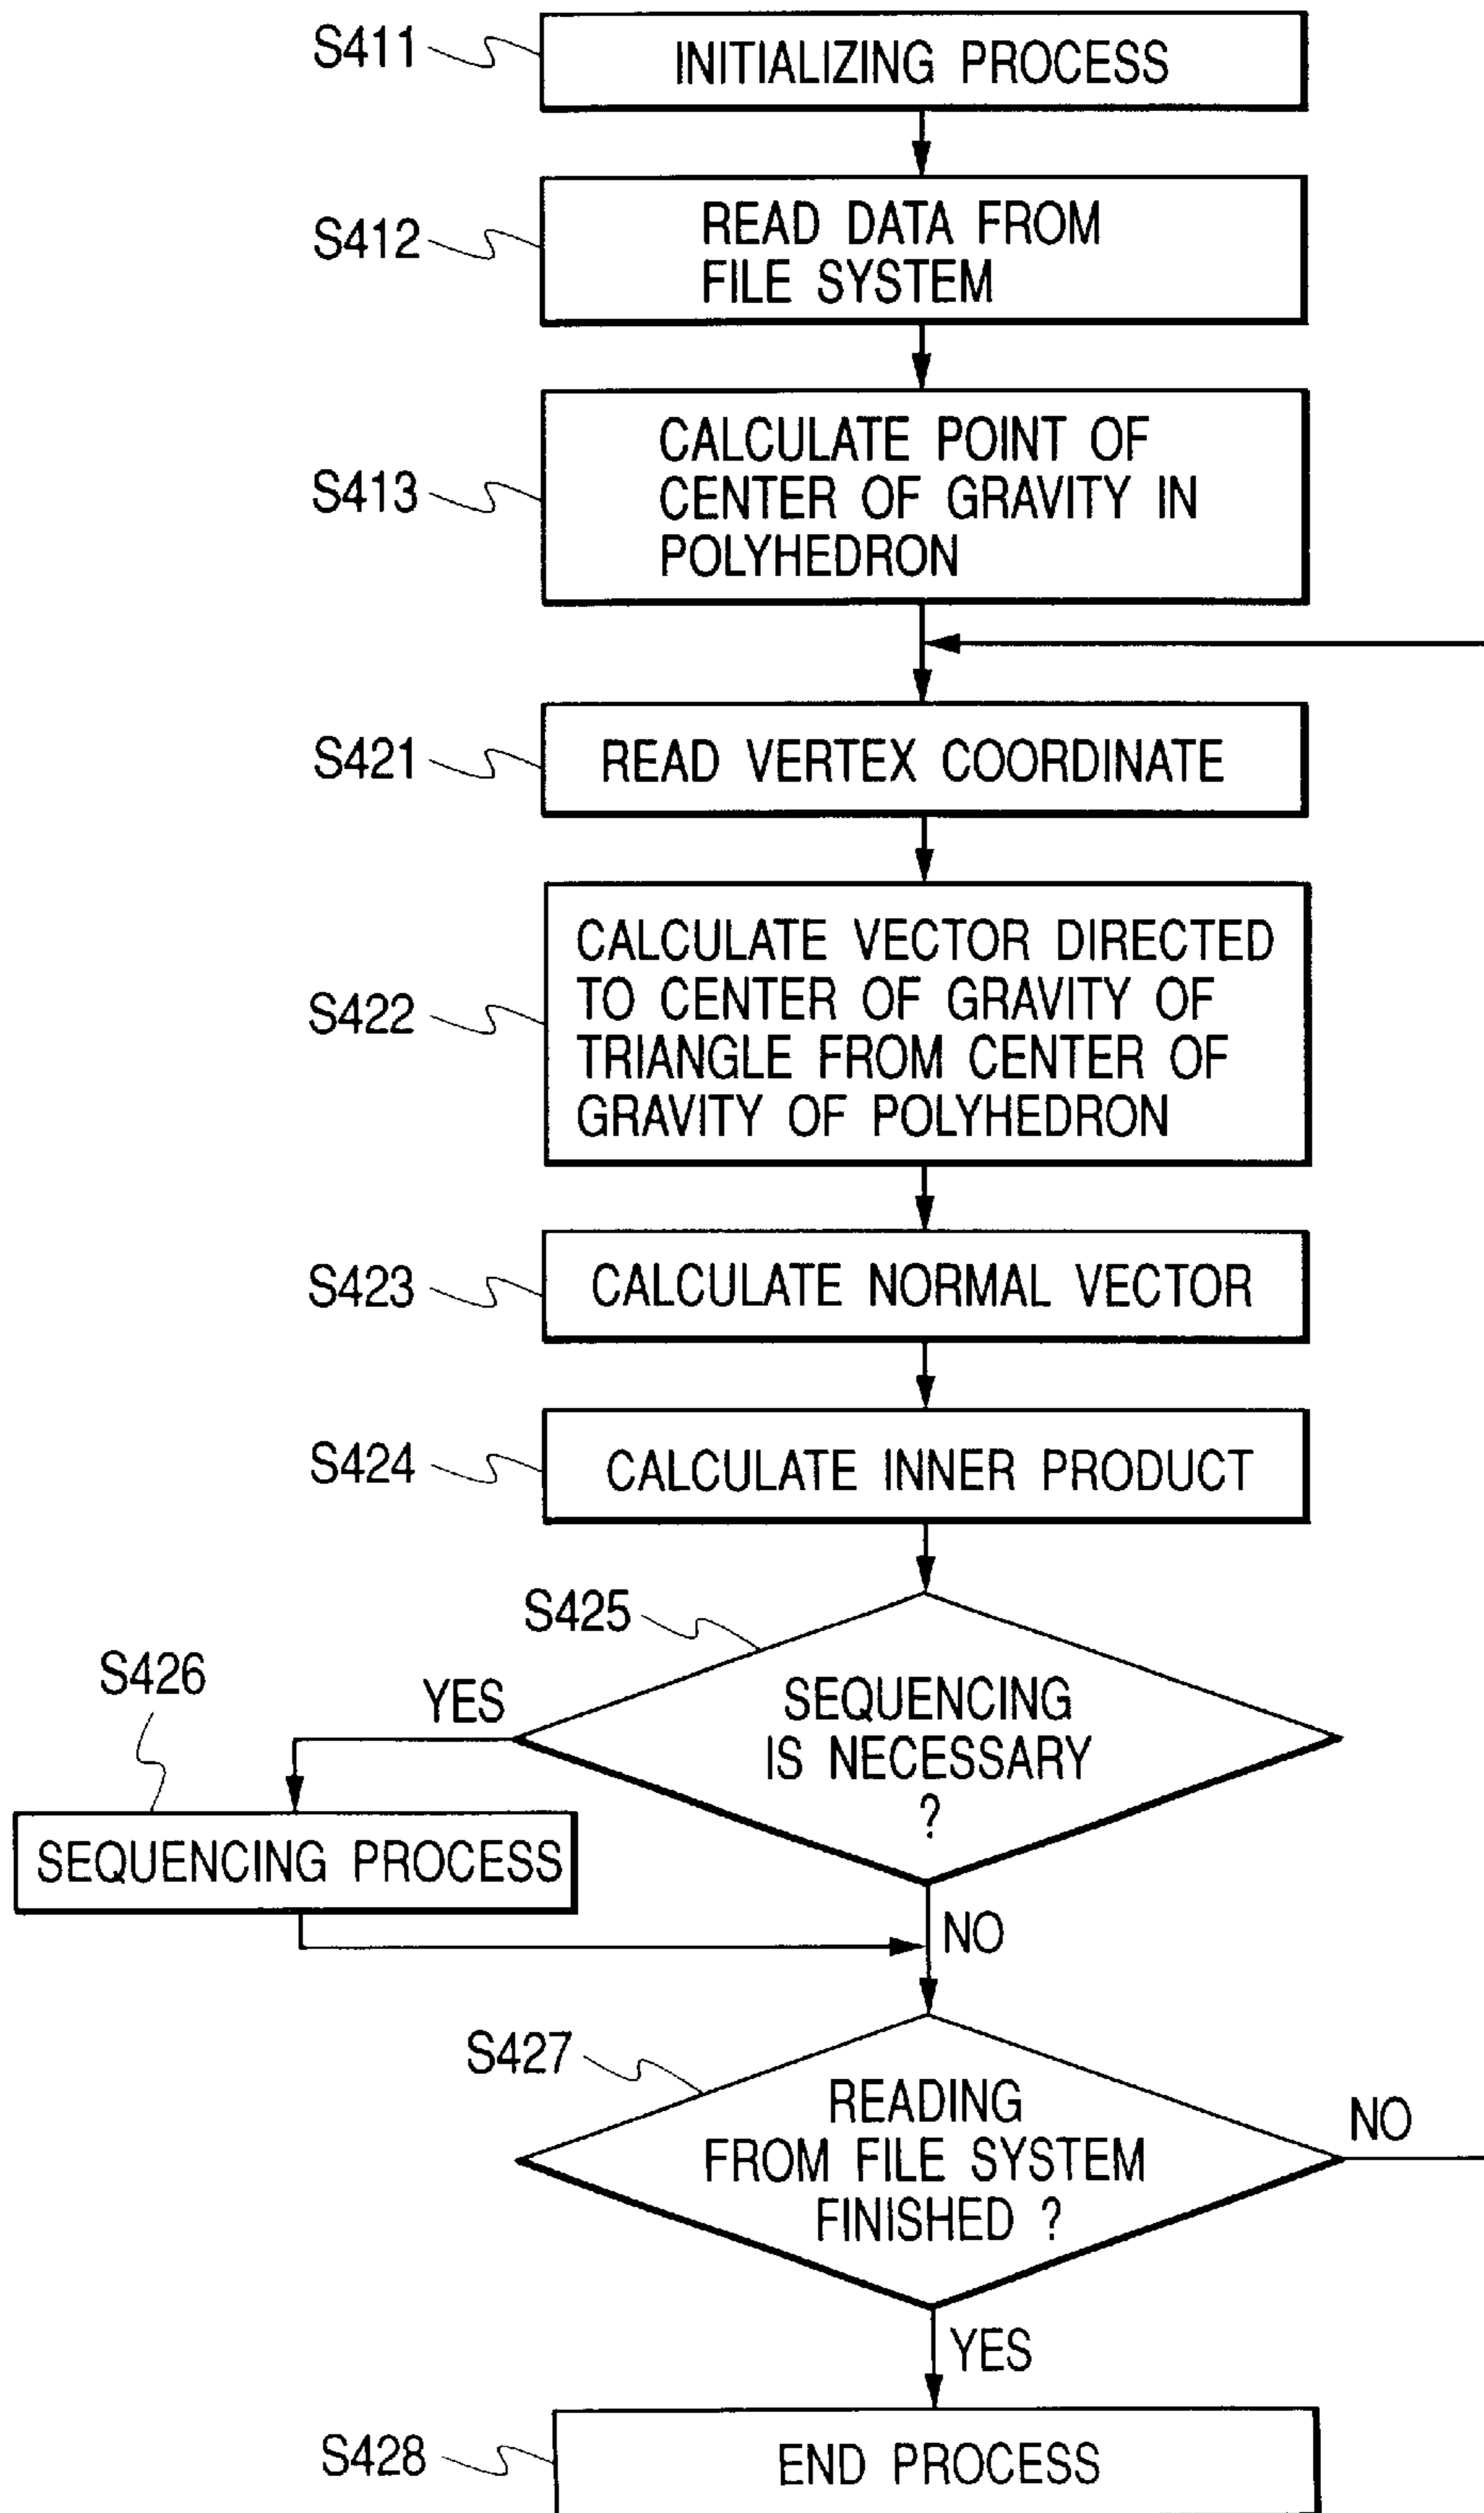 S411
INITIALIZING PROCESS
S412
READ DATA FROM
FILE SYSTEM
S413
CALCULATE POINT OF
CENTER OF GRAVITY IN
POLYHEDRON
S421
READ VERTEX COORDINATE
S422
CALCULATE VECTOR DIRECTED
TO CENTER OF GRAVITY OF
TRIANGLE FROM CENTER OF
GRAVITY OF POLYHEDRON
S423
CALCULATE NORMAL VECTOR
S424
CALCULATE INNER PRODUCT
S425
SEQUENCING
IS NECESSARY
?
YES
S426
SEQUENCING PROCESS
NO
S427
READING
FROM FILE SYSTEM
FINISHED ?
NO
YES
S428
END PROCESS